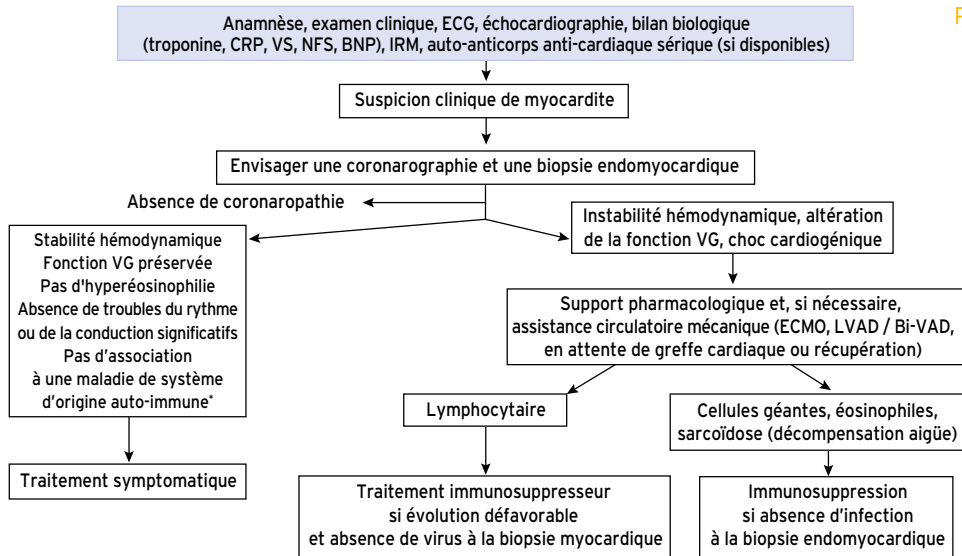 Anamnèse, examen clinique, ECG, échocardiographie, bilan biologique
(troponine, CRP, VS, NFS, BNP), IRM, auto-anticorps anti-cardiaque sérique (si disponibles)
P
Suspicion clinique de myocardite
Envisager une coronarographie et une biopsie endomyocardique
Absence de coronaropathie
Stabilité hémodynamique
Fonction VG préservée
Pas d'hyperéosinophilie
Absence de troubles du rythme
ou de la conduction significatifs
Pas d'association
à une maladie de système
d'origine auto-immune*
Traitement symptomatique
Instabilité hémodynamique, altération
de la fonction VG, choc cardiogénique
Support pharmacologique et, si nécessaire,
assistance circulatoire mécanique (ECMO, LVAD / Bi-VAD,
en attente de greffe cardiaque ou récupération)
Lymphocytaire
Traitement immunosuppresseur
si évolution défavorable
et absence de virus à la biopsie myocardique
Cellules géantes, éosinophiles,
sarcoïdose (décompensation aigüe)
Immunosuppression
si absence d'infection
à la biopsie endomyocardique